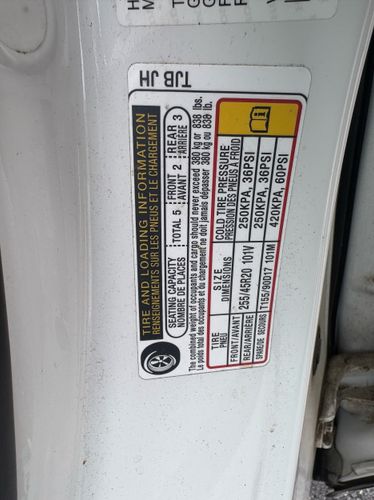 TIRE AND LOADING INFORMATION
RENSEIGNEMENTS SUR LES PNEUS ET LE CHARGEMENT
SEATING CAPACITY
NOMBRE DE PLACES
TOTAL 5
FRONT
AVANT 2
REAR
ARRIÈRE 3
The combined weight of occupants and cargo should never exceed 380 kg or 838 lbs.
Le poids total des occupants et du chargement ne doit jamais dépasser 380 kg ou 838 lb.
TIRE
PNEU
SIZE
DIMENSIONS
COLD TIRE PRESSURE
PRESSION DES PNEUS À FROID
FRONT/AVANT
255/45R20 101V
250KPA, 36PSI
REAR/ARRIÈRE
250KPA, 36PSI
SPARE/DE SECOURS
T155/90D17 101M
420KPA, 60PSI
TJB JH